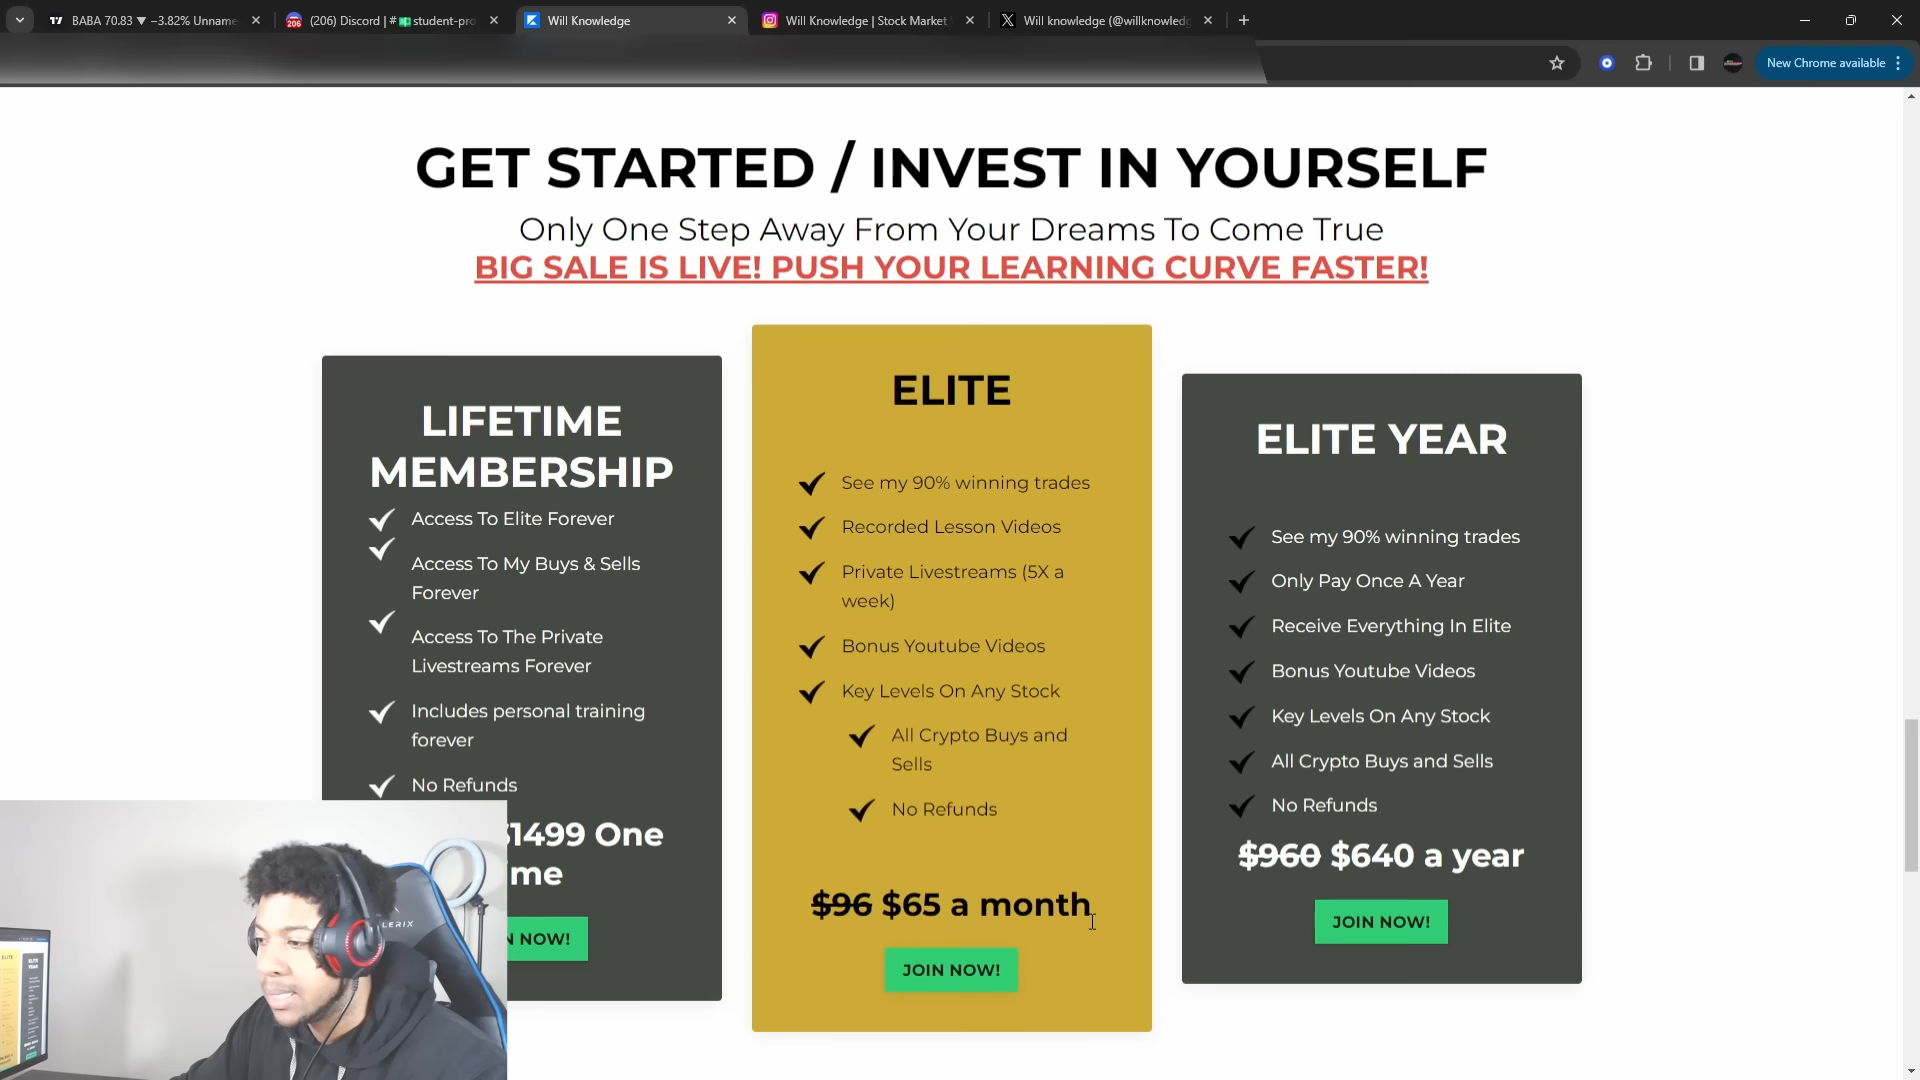 BABA 70.83 ▼ −3.82% Unname
(206) Discord | # student-pro
Will Knowledge
Will Knowledge | Stock Market
Will knowledge (@willknowledg
New Chrome available
GET STARTED / INVEST IN YOURSELF
Only One Step Away From Your Dreams To Come True
BIG SALE IS LIVE! PUSH YOUR LEARNING CURVE FASTER!
LIFETIME
MEMBERSHIP
Access To Elite Forever
Access To My Buys & Sells
Forever
Access To The Private
Livestreams Forever
Includes personal training
forever
No Refunds
$1499 One
me
N NOW!
ELITE
See my 90% winning trades
Recorded Lesson Videos
Private Livestreams (5X a
week)
Bonus Youtube Videos
Key Levels On Any Stock
All Crypto Buys and
Sells
No Refunds
$96 $65 a month
JOIN NOW!
ELITE YEAR
See my 90% winning trades
Only Pay Once A Year
Receive Everything In Elite
Bonus Youtube Videos
Key Levels On Any Stock
All Crypto Buys and Sells
No Refunds
$960 $640 a year
JOIN NOW!